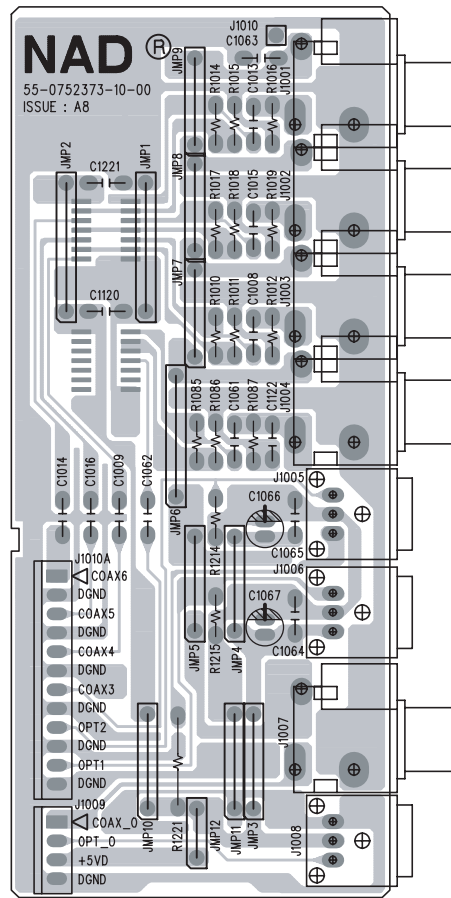 J1010
C1063
NAD ®
55-0752373-10-00
ISSUE : A8
JMP9
R1014
R1015
C1013
R1016
J1001
JMP2
C1221
JMP1
JMP8
R1017
R1018
C1015
R1019
J1002
JMP7
C1120
R1010
R1011
C1008
R1012
J1003
R1085
R1086
C1061
R1087
C1122
J1004
C1014
C1016
C1009
C1062
JMP6
J1005
C1066
R1214
C1065
J1010A
COAX6
DGND
COAX5
DGND
COAX4
DGND
COAX3
DGND
OPT2
DGND
OPT1
DGND
J1006
C1067
JMP5
R1215
JMP4
C1064
J1007
J1009
COAX_O
OPT_O
+5VD
DGND
JMP10
R1221
JMP12
JMP11
JMP3
J1008